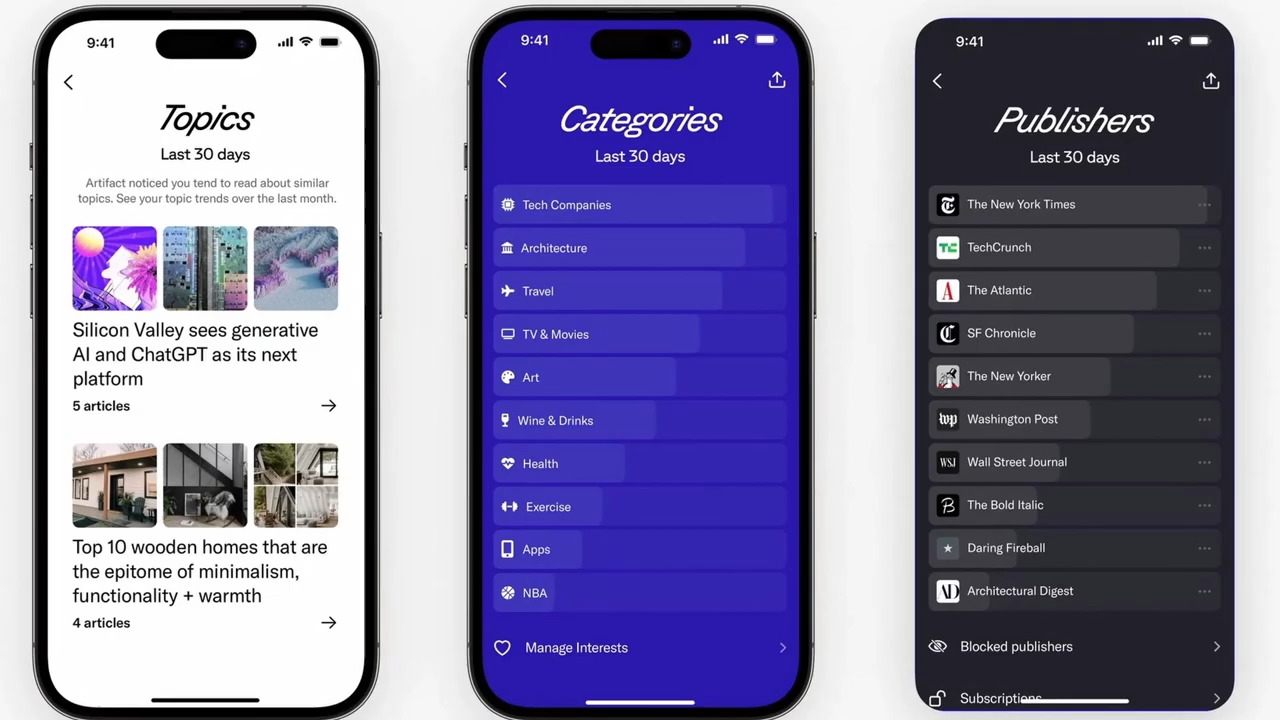 9:41
Topics
Last 30 days
Artifact noticed you tend to read about similar
topics. See your topic trends over the last month.
Silicon Valley sees generative
AI and ChatGPT as its next
platform
5 articles
Top 10 wooden homes that are
the epitome of minimalism,
functionality + warmth
4 articles
9:41
Categories
Last 30 days
Tech Companies
Architecture
Travel
TV & Movies
Art
Wine & Drinks
Health
Exercise
Apps
NBA
Manage Interests
9:41
Publishers
Last 30 days
T The New York Times
TC TechCrunch
A The Atlantic
C SF Chronicle
The New Yorker
wp Washington Post
WSJ Wall Street Journal
B The Bold Italic
Daring Fireball
AD Architectural Digest
Blocked publishers
Subscriptions